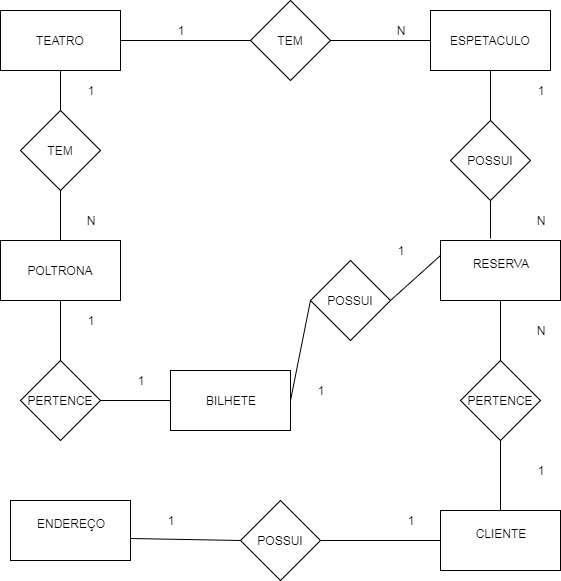 TEATRO 1 TEM N ESPETACULO
1 1
TEM POSSUI
N N
POLTRONA POSSUI 1 RESERVA
1 N
PERTENCE 1 BILHETE 1 PERTENCE
1
ENDEREÇO 1 POSSUI 1 CLIENTE